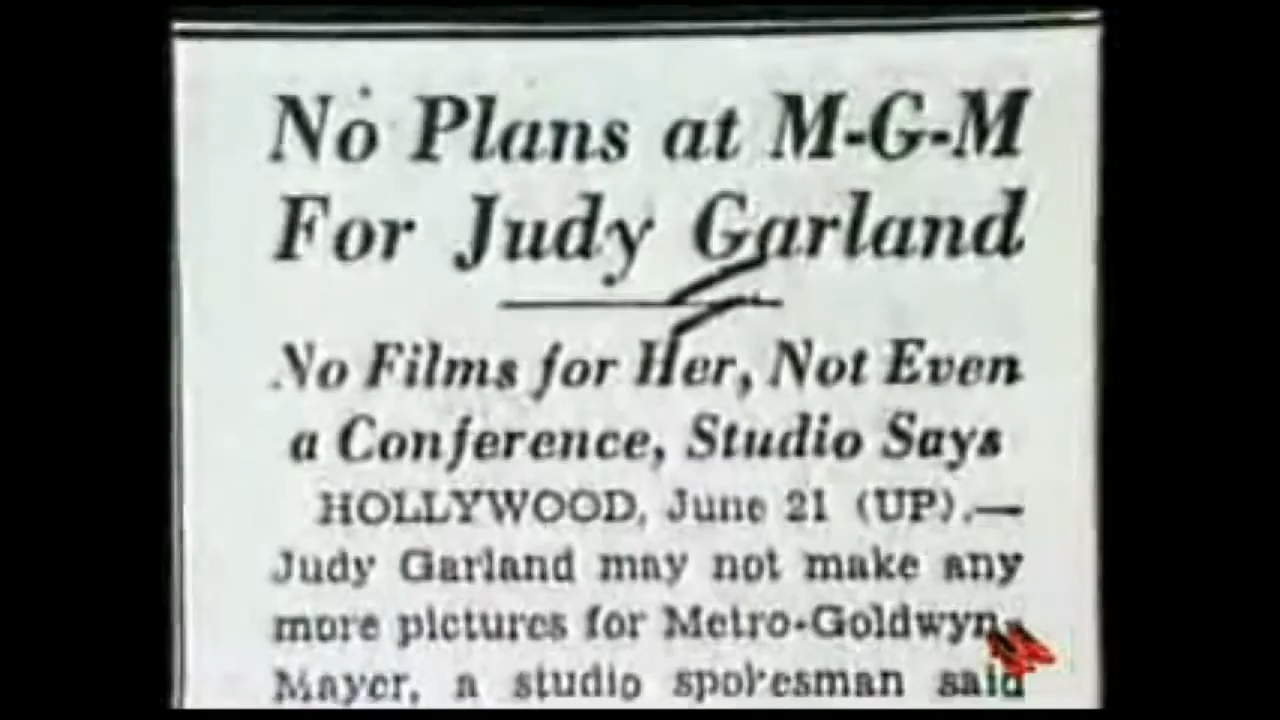 No Plans at M-G-M
For Judy Garland
No Films for Her, Not Even
a Conference, Studio Says
HOLLYWOOD, June 21 (UP).—
Judy Garland may not make any
more pictures for Metro-Goldwyn-
Mayer, a studio spokesman said